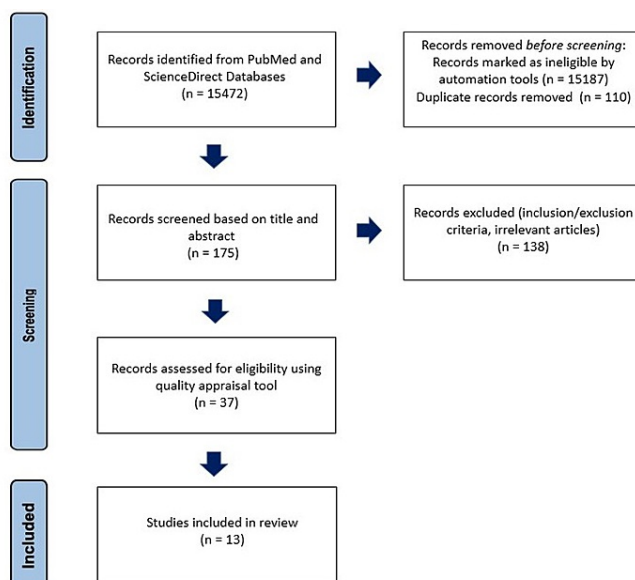 Identification
Records identified from PubMed and
ScienceDirect Databases
(n = 15472)
Records removed before screening:
Records marked as ineligible by
automation tools (n = 15187)
Duplicate records removed (n = 110)
Screening
Records screened based on title and
abstract
(n = 175)
Records excluded (inclusion/exclusion
criteria, irrelevant articles)
(n = 138)
Records assessed for eligibility using
quality appraisal tool
(n = 37)
Included
Studies included in review
(n = 13)